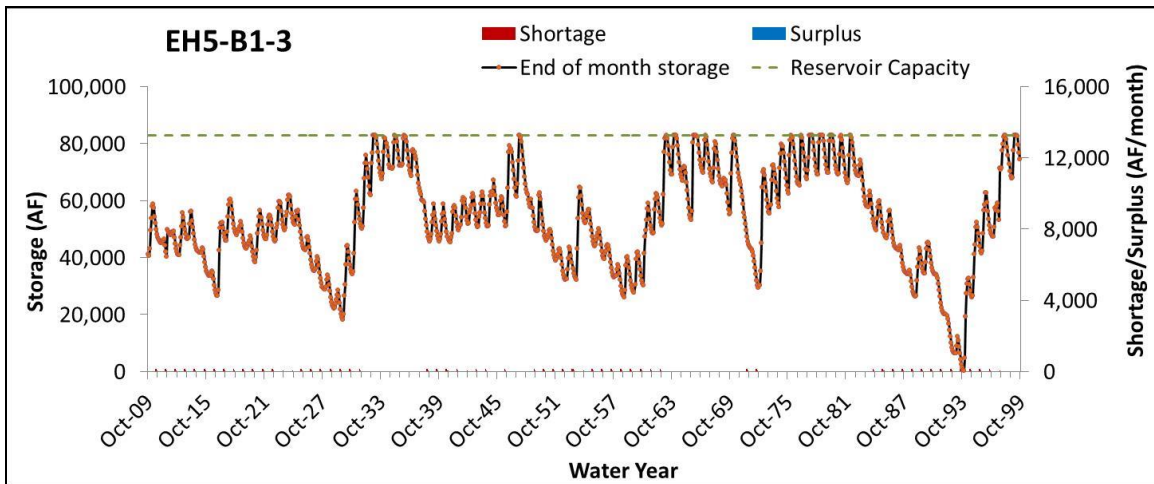 EH5-B1-3
Shortage
Surplus
End of month storage
Reservoir Capacity
Storage (AF)
100,000
80,000
60,000
40,000
20,000
0
Shortage/Surplus (AF/month)
16,000
12,000
8,000
4,000
0
Oct-09
Oct-15
Oct-21
Oct-27
Oct-33
Oct-39
Oct-45
Oct-51
Oct-57
Oct-63
Oct-69
Oct-75
Oct-81
Oct-87
Oct-93
Oct-99
Water Year